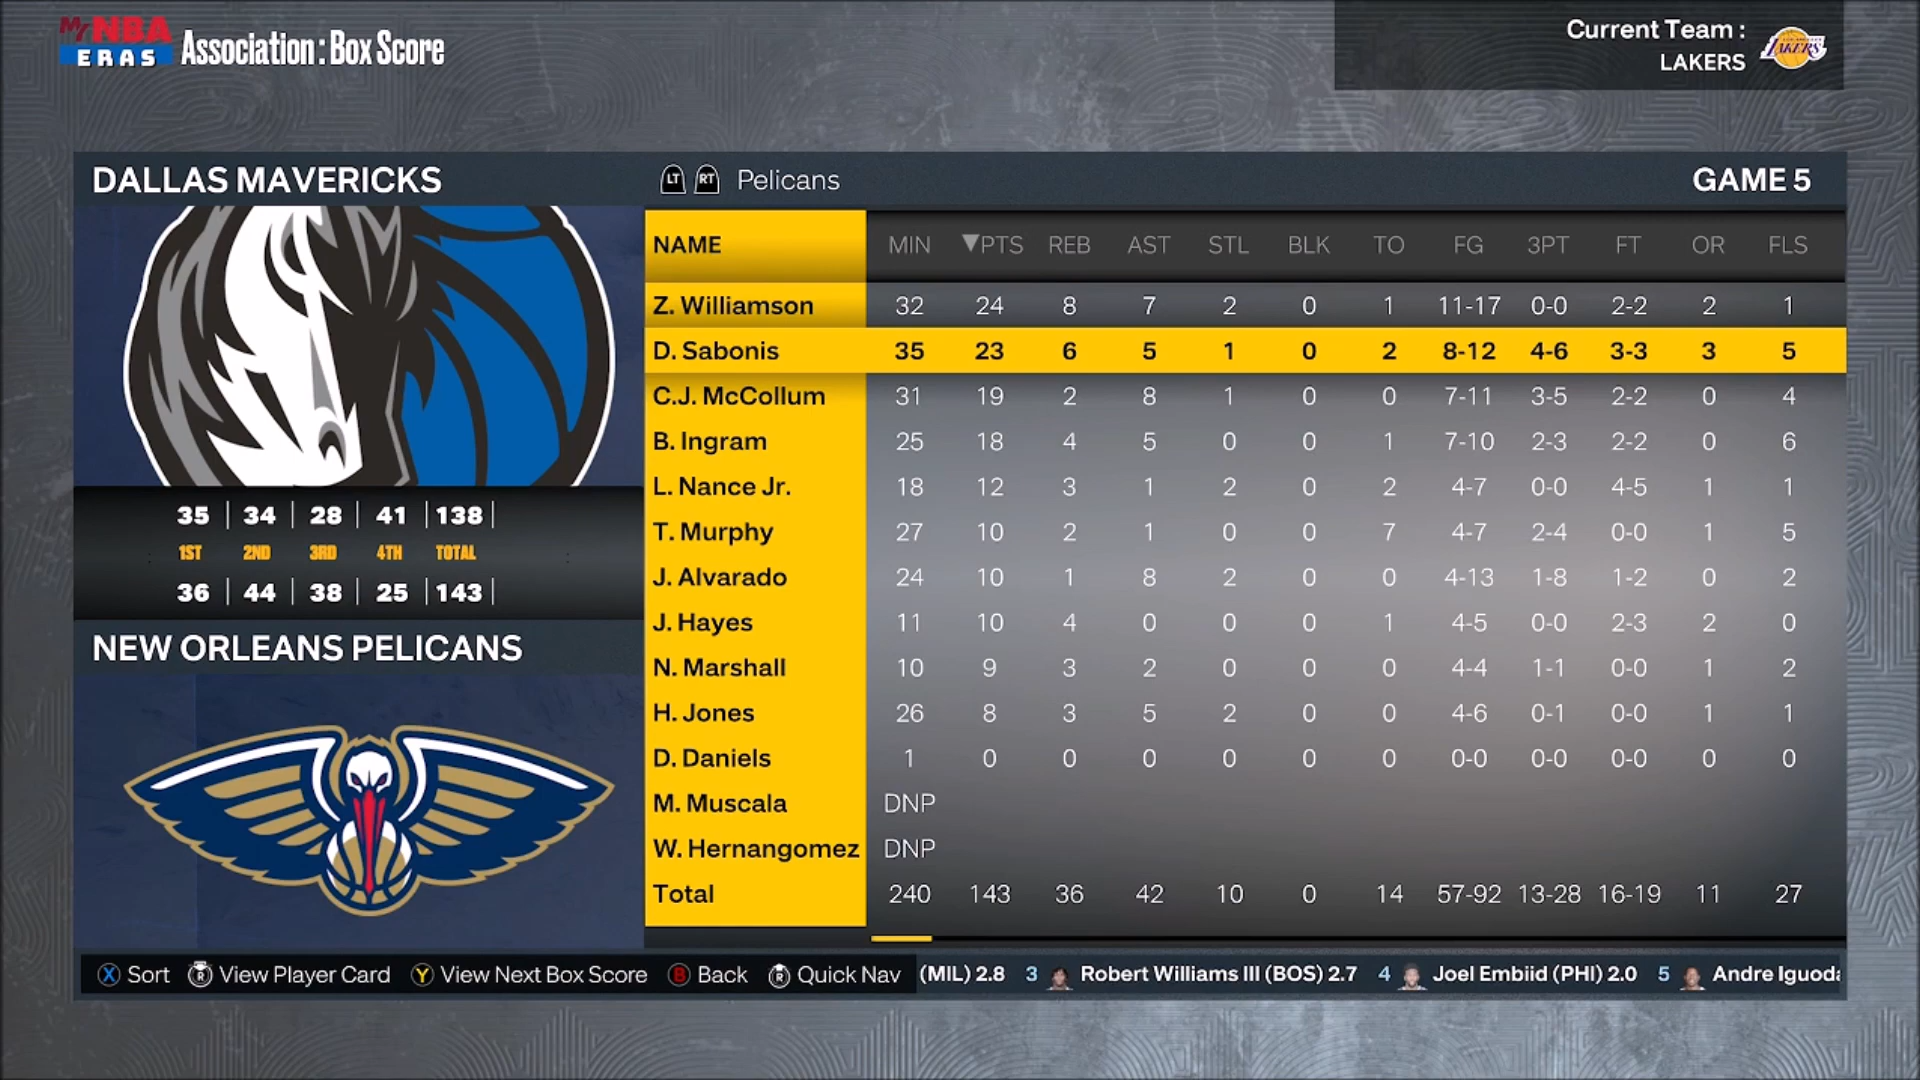 MyNBA
ERAS
Association : Box Score
Current Team :
LAKERS
LAKERS
DALLAS MAVERICKS
LT RT Pelicans
GAME 5
35 | 34 | 28 | 41 | 138 |
1ST 2ND 3RD 4TH TOTAL
36 | 44 | 38 | 25 | 143 |
NEW ORLEANS PELICANS
NAME MIN ▼PTS REB AST STL BLK TO FG 3PT FT OR FLS
Z. Williamson 32 24 8 7 2 0 1 11-17 0-0 2-2 2 1
D. Sabonis 35 23 6 5 1 0 2 8-12 4-6 3-3 3 5
C.J. McCollum 31 19 2 8 1 0 0 7-11 3-5 2-2 0 4
B. Ingram 25 18 4 5 0 0 1 7-10 2-3 2-2 0 6
L. Nance Jr. 18 12 3 1 2 0 2 4-7 0-0 4-5 1 1
T. Murphy 27 10 2 1 0 0 7 4-7 2-4 0-0 1 5
J. Alvarado 24 10 1 8 2 0 0 4-13 1-8 1-2 0 2
J. Hayes 11 10 4 0 0 0 1 4-5 0-0 2-3 2 0
N. Marshall 10 9 3 2 0 0 0 4-4 1-1 0-0 1 2
H. Jones 26 8 3 5 2 0 0 4-6 0-1 0-0 1 1
D. Daniels 1 0 0 0 0 0 0 0-0 0-0 0-0 0 0
M. Muscala DNP
W. Hernangomez DNP
Total 240 143 36 42 10 0 14 57-92 13-28 16-19 11 27
X Sort R View Player Card Y View Next Box Score B Back R Quick Nav (MIL) 2.8 3 Robert Williams III (BOS) 2.7 4 Joel Embiid (PHI) 2.0 5 Andre Iguoda